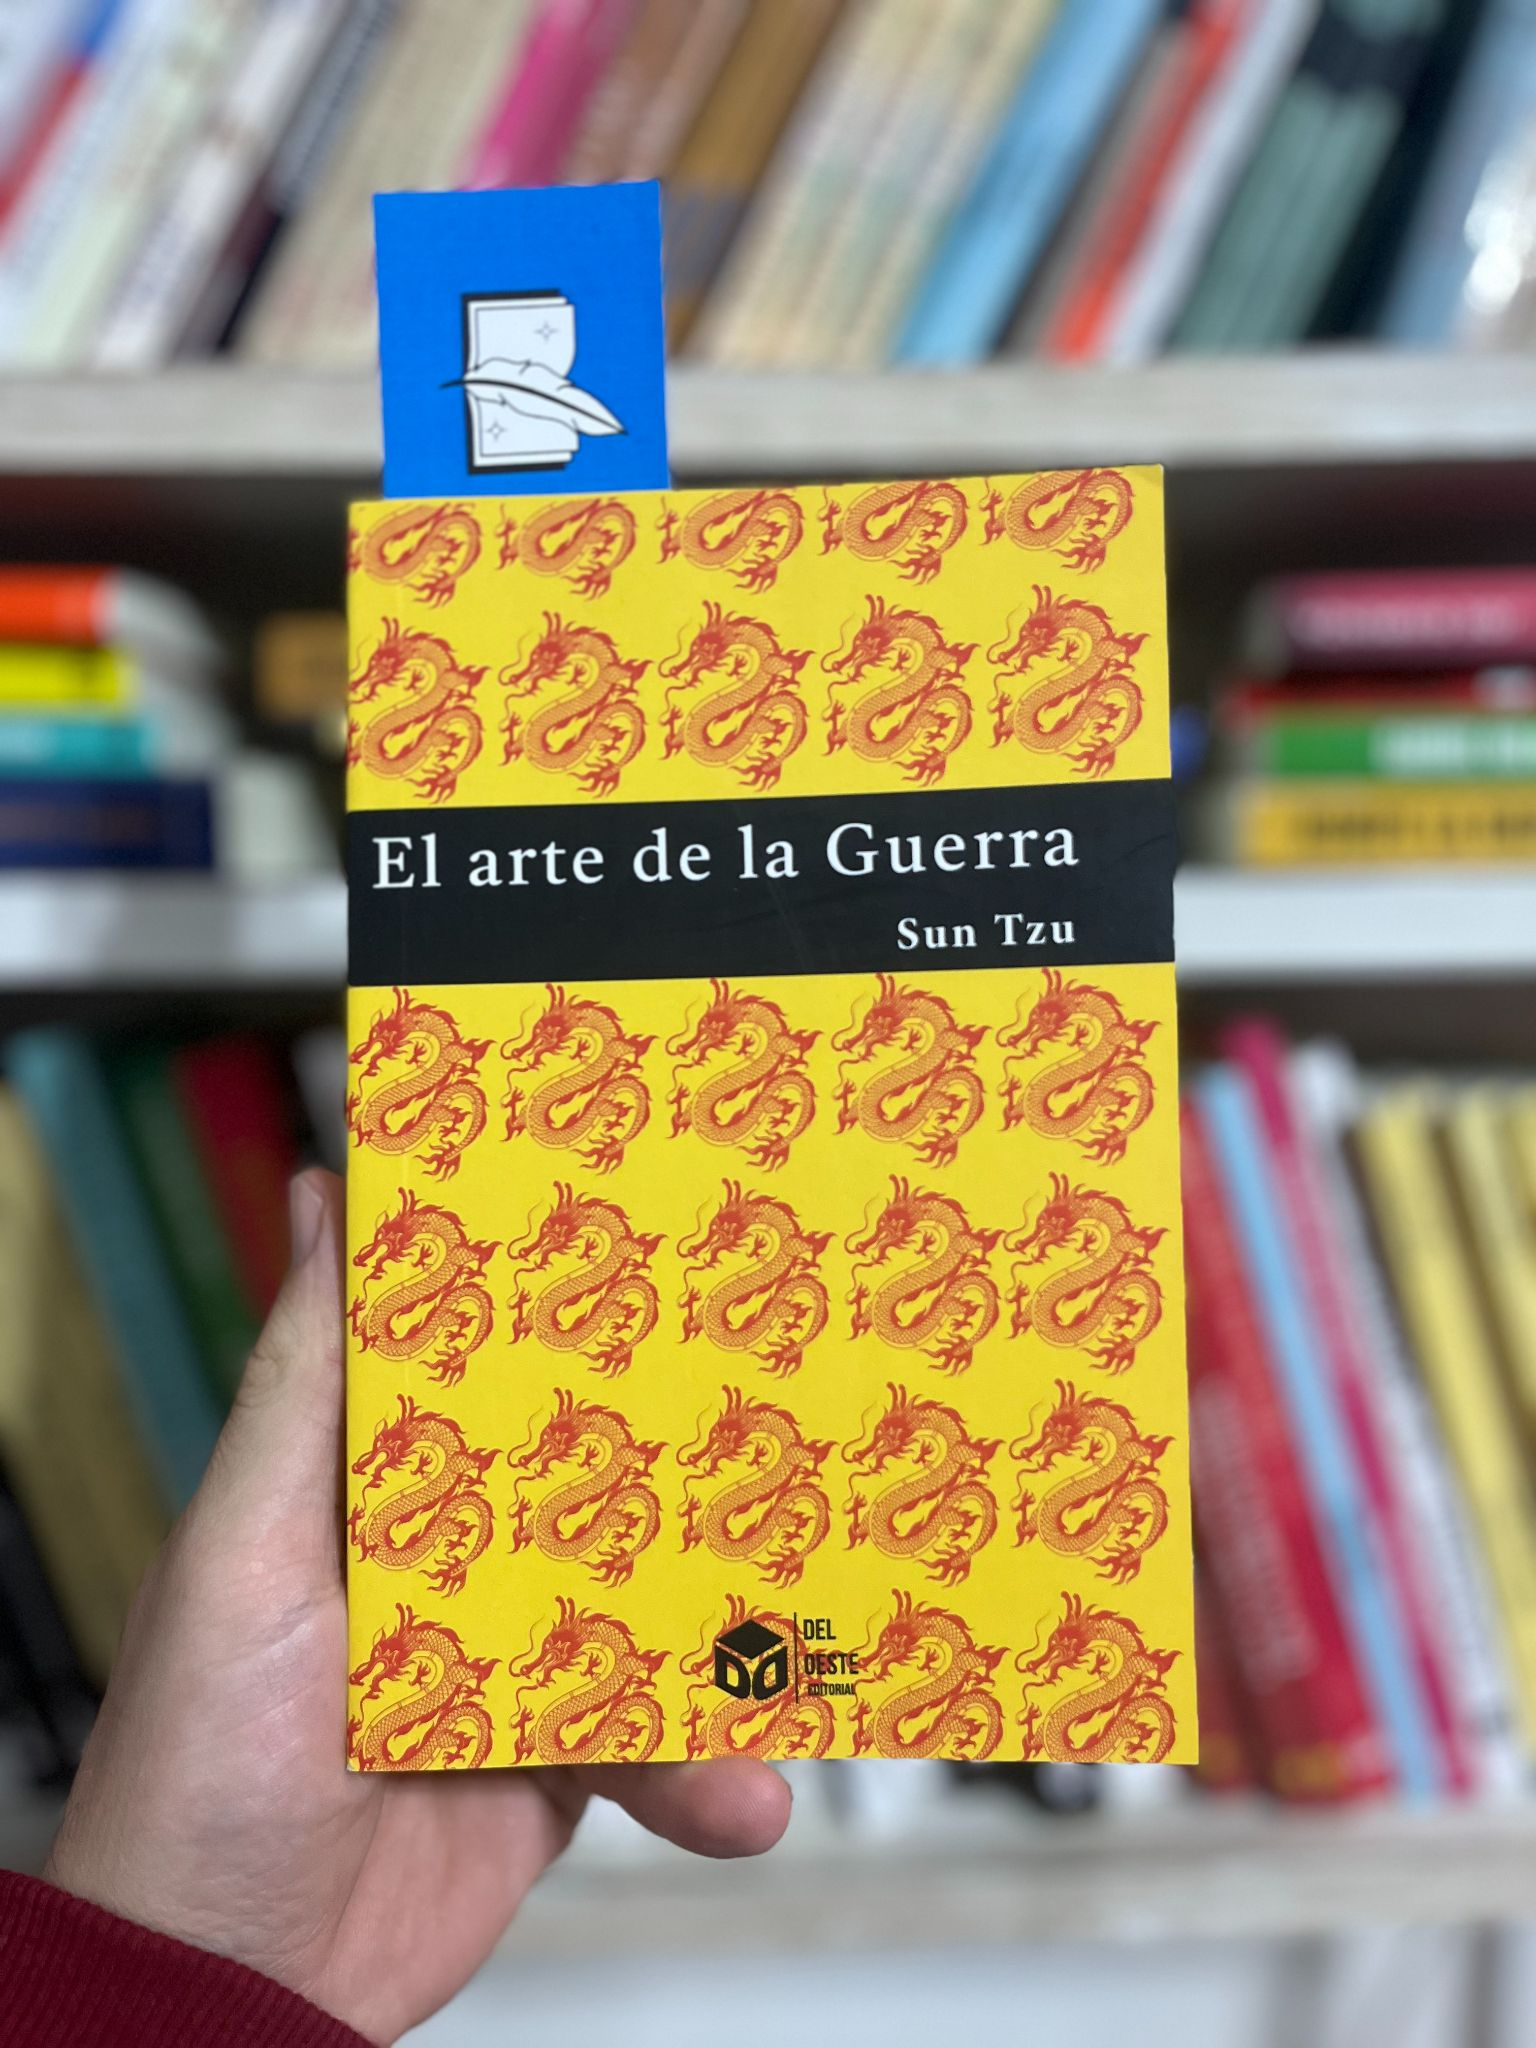 El arte de la Guerra
Sun Tzu
DEL
OESTE
EDITORIAL